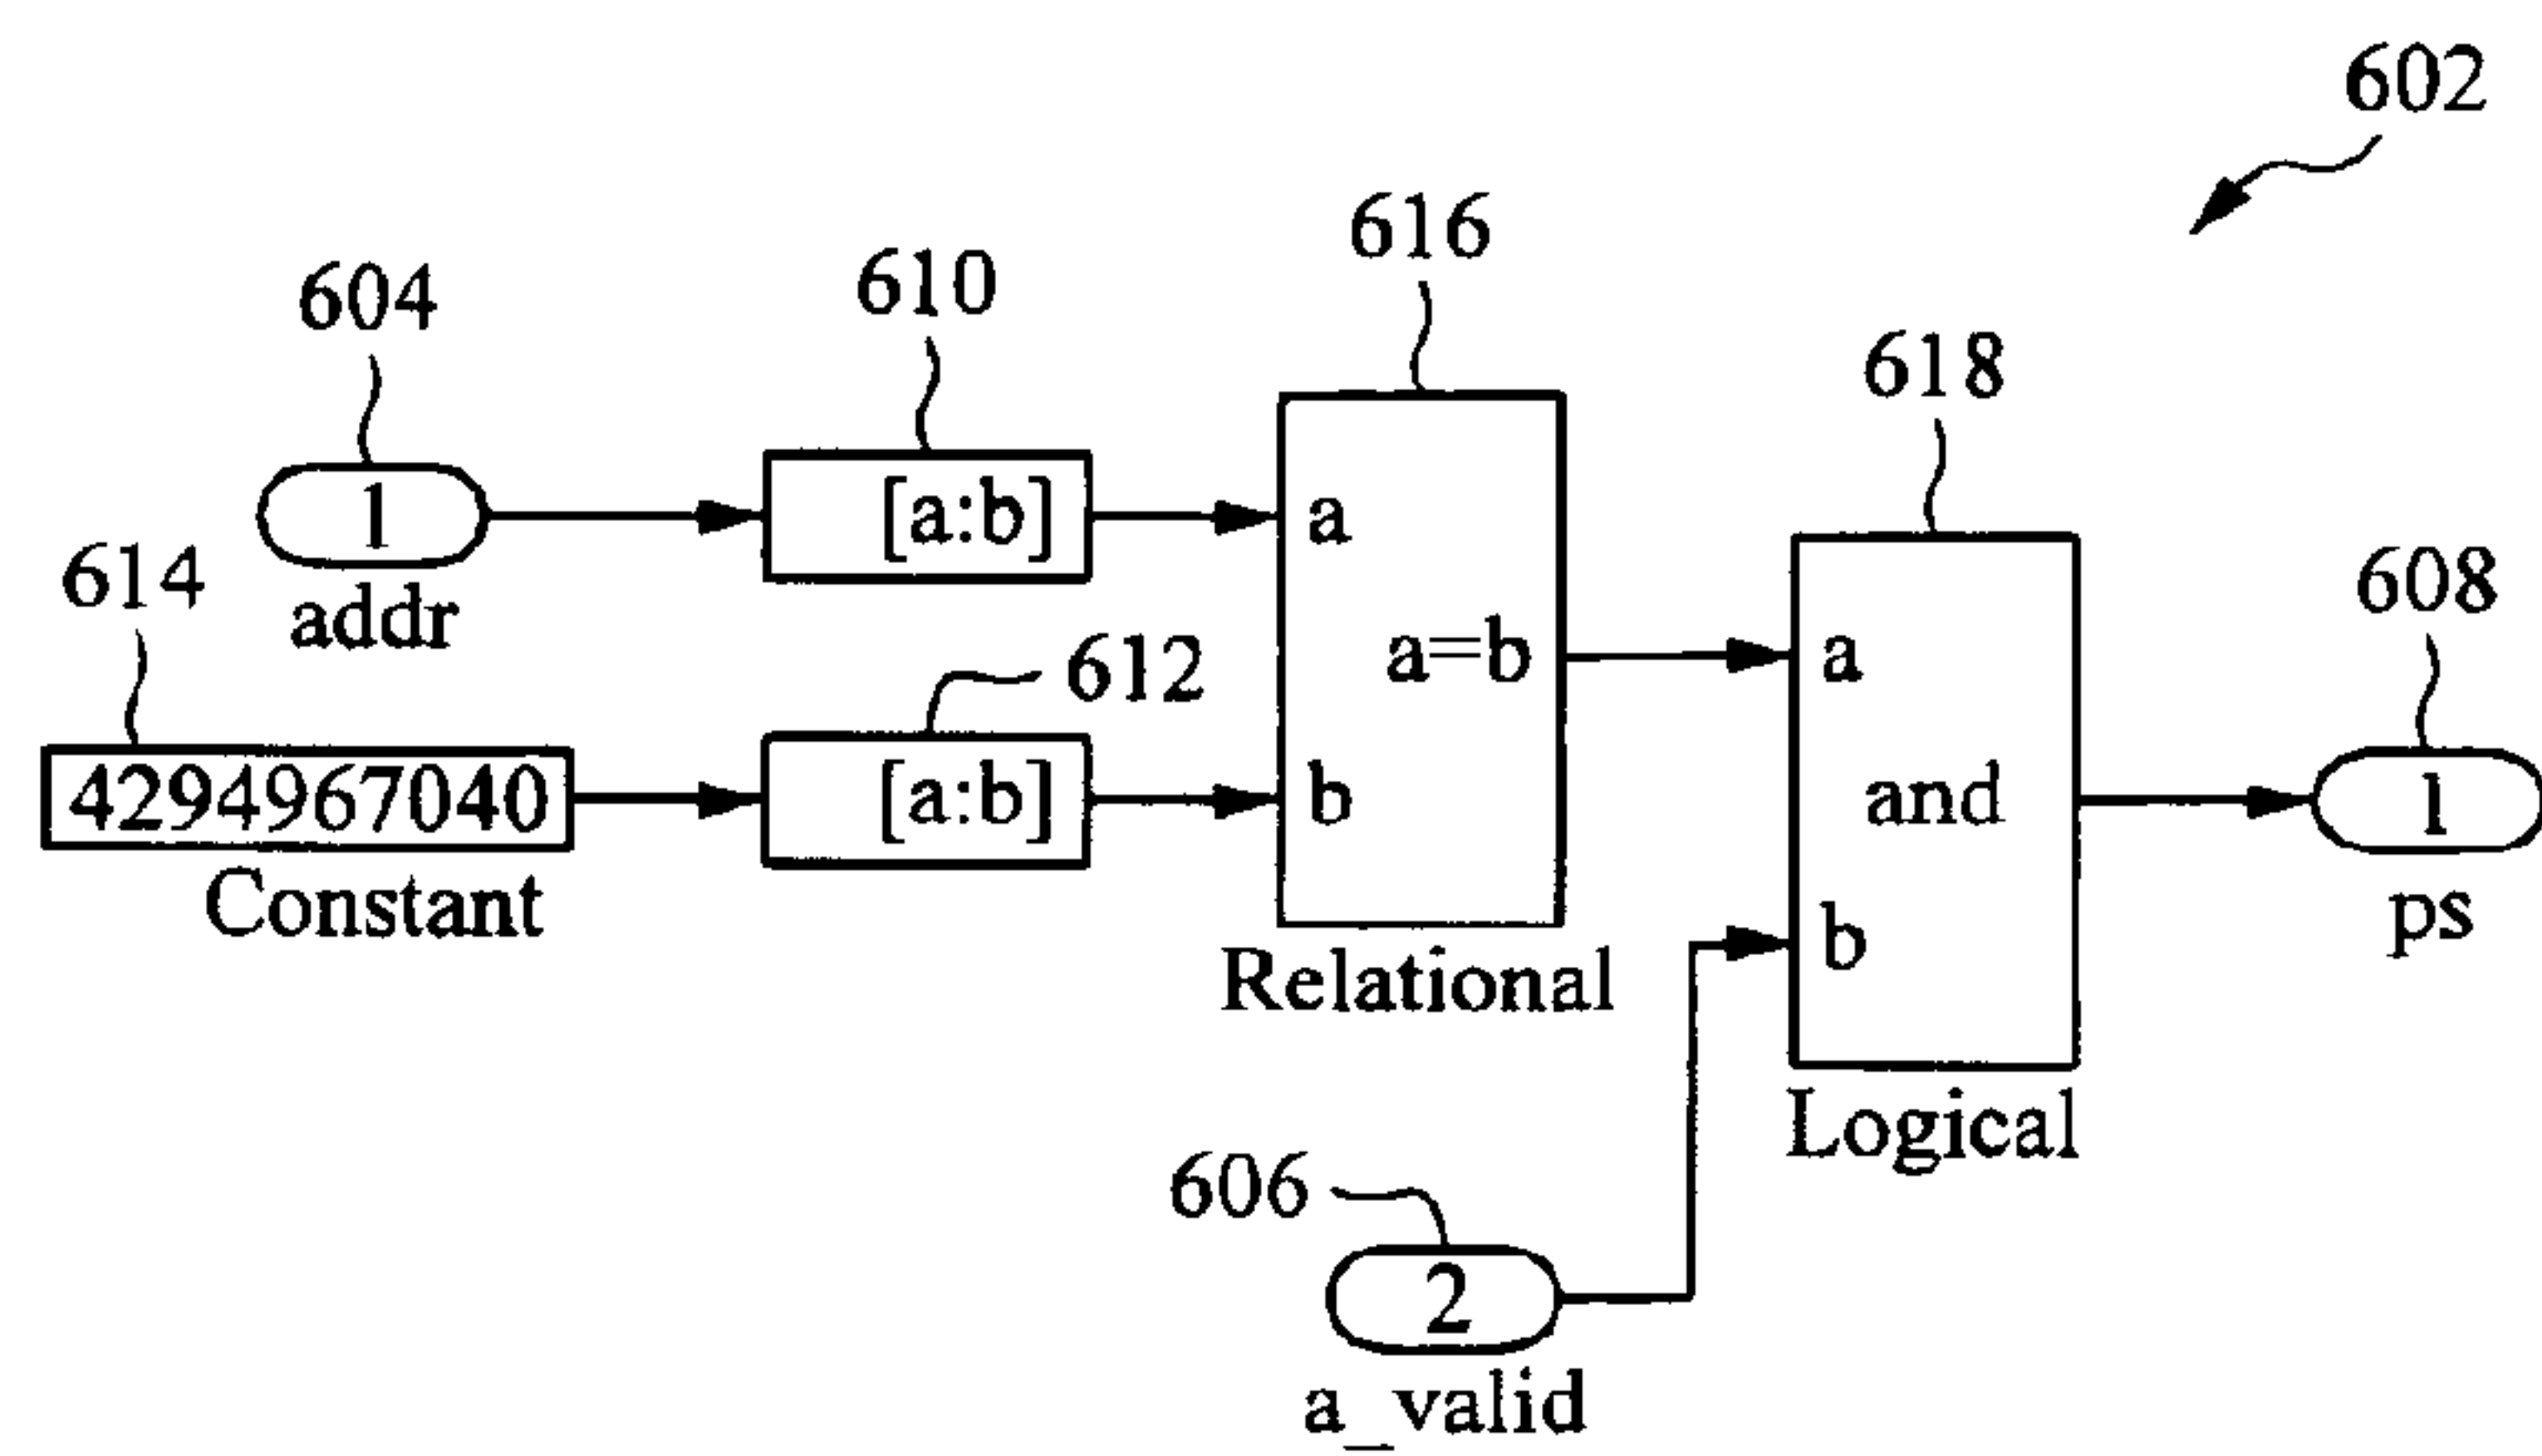 602
616
610
604
618
1
[a:b]
a
614
addr
608
612
a=b
a
4294967040
[a:b]
b
and
1
Constant
ps
Relational
b
Logical
606
2
a_valid